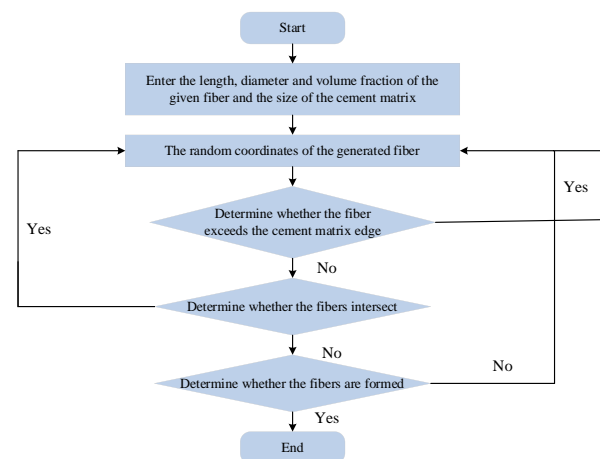 Start
Enter the length, diameter and volume fraction of the
given fiber and the size of the cement matrix
The random coordinates of the generated fiber
Yes
Determine whether the fiber
exceeds the cement matrix edge
Yes
No
Determine whether the fibers intersect
No
Determine whether the fibers are formed
No
Yes
End